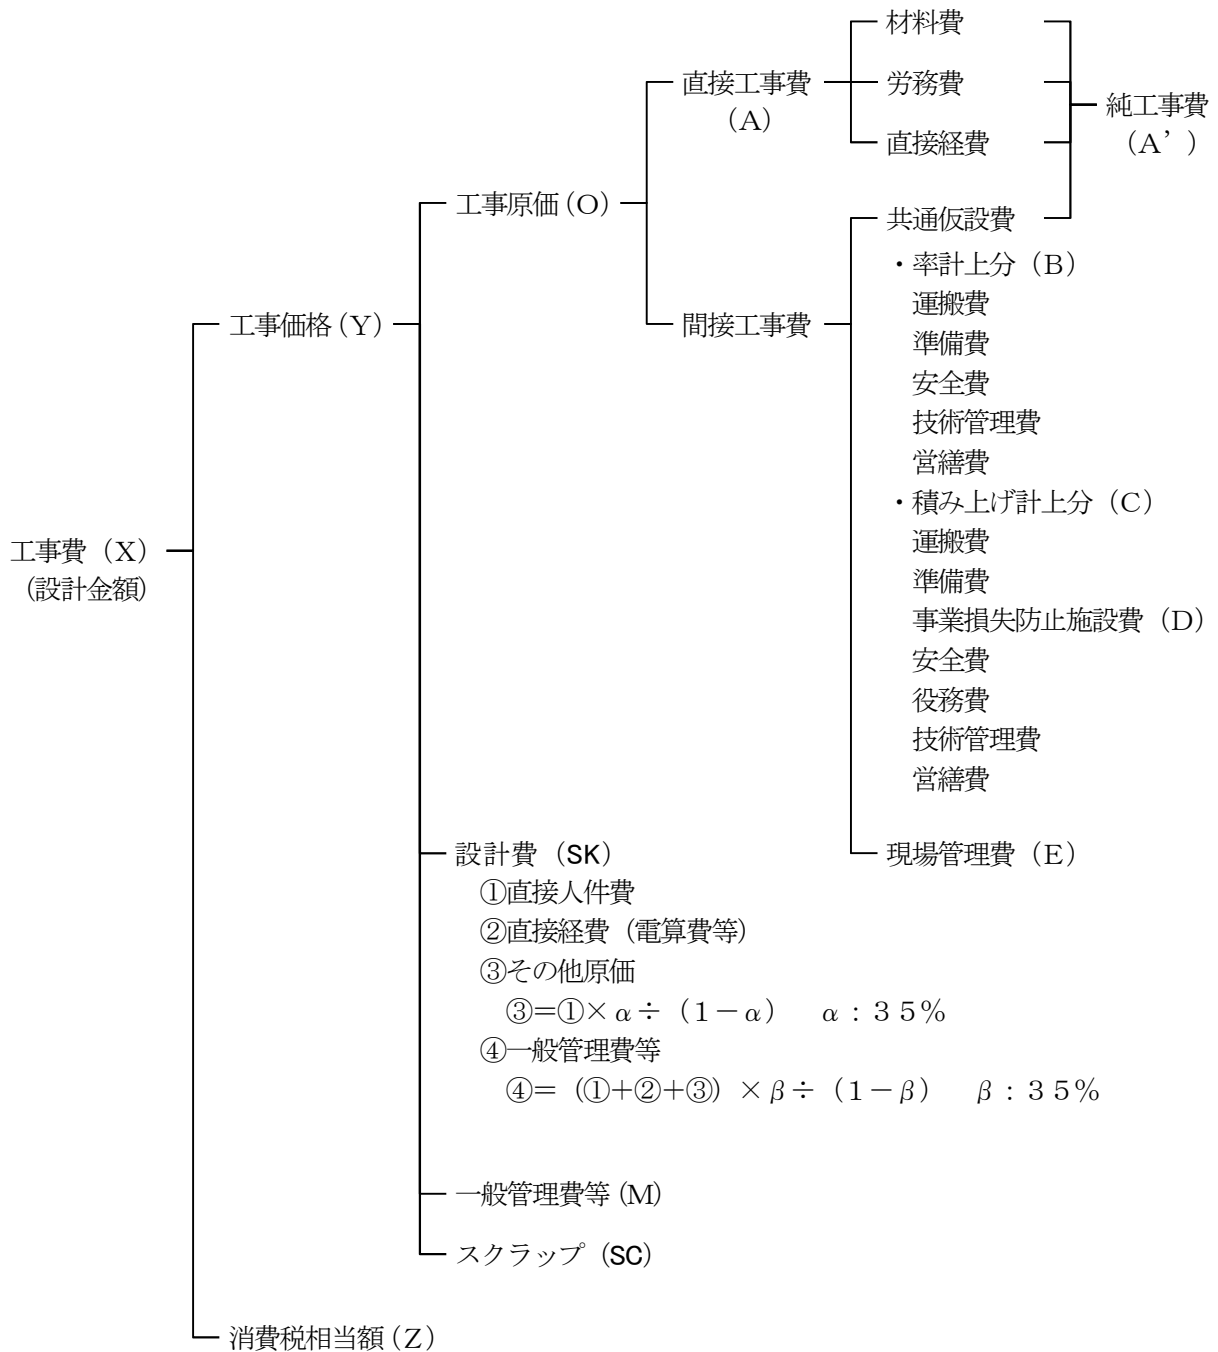 材料費
直接工事費
（A）
労務費
直接経費
純工事費
（A’）
工事原価（O）
共通仮設費
・率計上分（B）
運搬費
準備費
安全費
技術管理費
営繕費
工事価格（Y）
間接工事費
・積み上げ計上分（C）
運搬費
準備費
事業損失防止施設費（D）
安全費
役務費
技術管理費
営繕費
工事費（X）
（設計金額）
現場管理費（E）
設計費（SK）
①直接人件費
②直接経費（電算費等）
③その他原価
③＝①×α÷（１－α）　α：３５％
④一般管理費等
④＝（①＋②＋③）×β÷（１－β）　β：３５％
一般管理費等（M）
スクラップ（SC）
消費税相当額（Z）